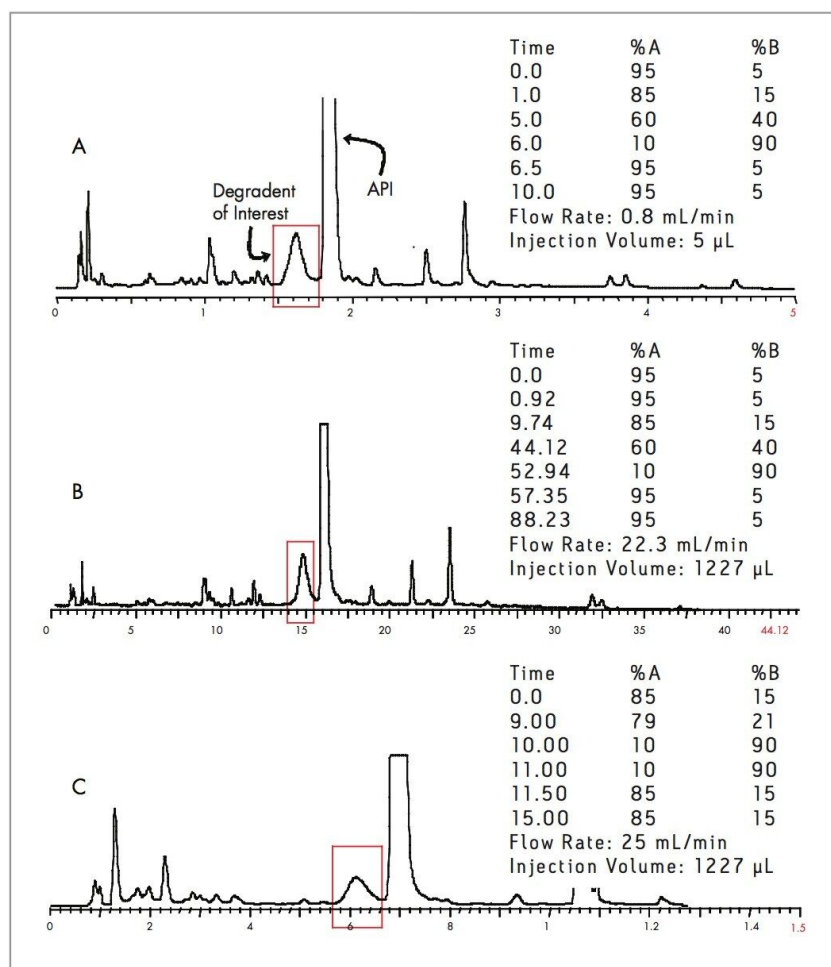 Time %A %B
0.0 95 5
1.0 85 15
5.0 60 40
6.0 10 90
6.5 95 5
10.0 95 5
Flow Rate: 0.8 mL/min
Injection Volume: 5 µL
A
Degradent
of Interest
API
0 1 2 3 4 5
Time %A %B
0.0 95 5
0.92 95 5
9.74 85 15
44.12 60 40
52.94 10 90
57.35 95 5
88.23 95 5
Flow Rate: 22.3 mL/min
Injection Volume: 1227 µL
B
0 5 10 15 20 25 30 35 40 44.12
Time %A %B
0.0 85 15
9.00 79 21
10.00 10 90
11.00 10 90
11.50 85 15
15.00 85 15
Flow Rate: 25 mL/min
Injection Volume: 1227 µL
C
0 2 4 6 8 1 1.2 1.4 1.5